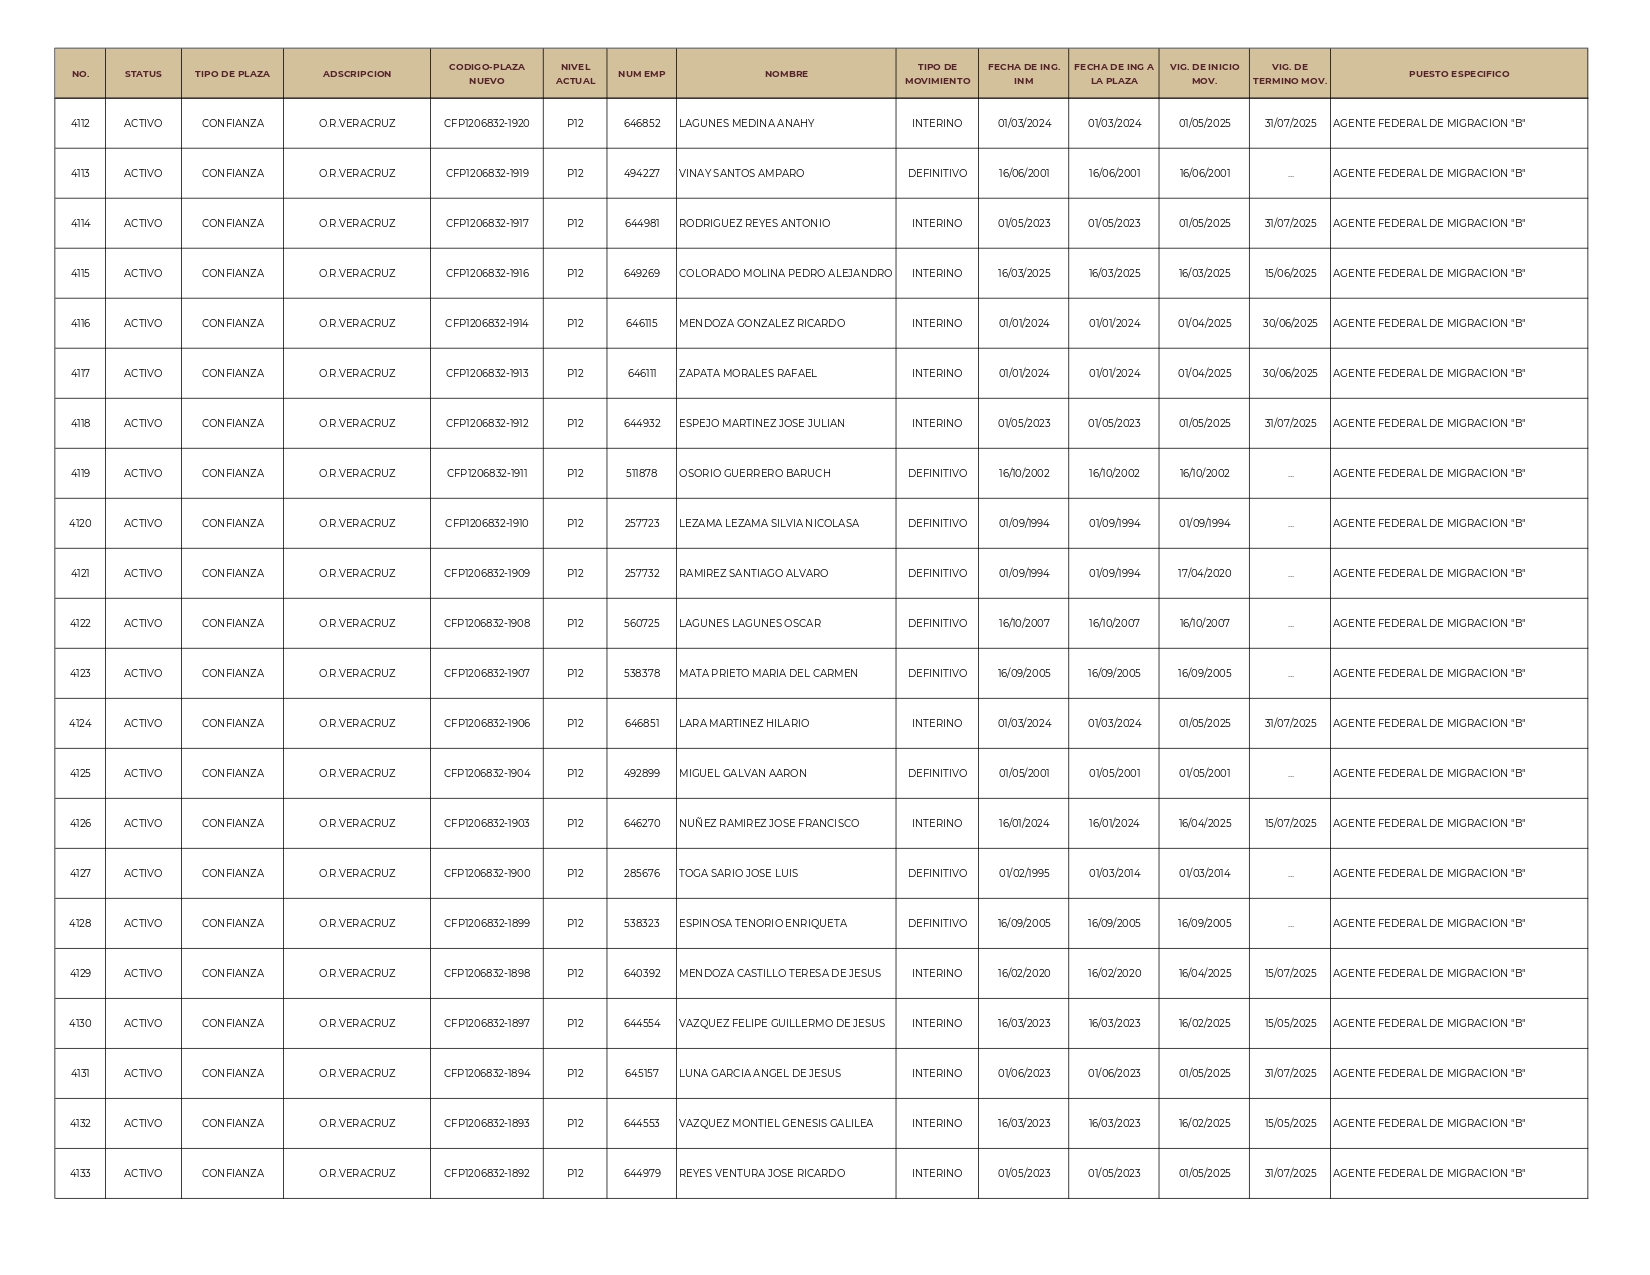 NO. STATUS TIPO DE PLAZA ADSCRIPCION CODIGO-PLAZA NUEVO NIVEL ACTUAL NUM EMP NOMBRE TIPO DE MOVIMIENTO FECHA DE ING. INM FECHA DE ING A LA PLAZA VIG. DE INICIO MOV. VIG. DE TERMINO MOV. PUESTO ESPECIFICO
4112 ACTIVO CONFIANZA O.R.VERACRUZ CFP1206832-1920 P12 646852 LAGUNES MEDINA ANAHY INTERINO 01/03/2024 01/03/2024 01/05/2025 31/07/2025 AGENTE FEDERAL DE MIGRACION "B"
4113 ACTIVO CONFIANZA O.R.VERACRUZ CFP1206832-1919 P12 494227 VINAY SANTOS AMPARO DEFINITIVO 16/06/2001 16/06/2001 16/06/2001 ... AGENTE FEDERAL DE MIGRACION "B"
4114 ACTIVO CONFIANZA O.R.VERACRUZ CFP1206832-1917 P12 644981 RODRIGUEZ REYES ANTONIO INTERINO 01/05/2023 01/05/2023 01/05/2025 31/07/2025 AGENTE FEDERAL DE MIGRACION "B"
4115 ACTIVO CONFIANZA O.R.VERACRUZ CFP1206832-1916 P12 649269 COLORADO MOLINA PEDRO ALEJANDRO INTERINO 16/03/2025 16/03/2025 16/03/2025 15/06/2025 AGENTE FEDERAL DE MIGRACION "B"
4116 ACTIVO CONFIANZA O.R.VERACRUZ CFP1206832-1914 P12 646115 MENDOZA GONZALEZ RICARDO INTERINO 01/01/2024 01/01/2024 01/04/2025 30/06/2025 AGENTE FEDERAL DE MIGRACION "B"
4117 ACTIVO CONFIANZA O.R.VERACRUZ CFP1206832-1913 P12 646111 ZAPATA MORALES RAFAEL INTERINO 01/01/2024 01/01/2024 01/04/2025 30/06/2025 AGENTE FEDERAL DE MIGRACION "B"
4118 ACTIVO CONFIANZA O.R.VERACRUZ CFP1206832-1912 P12 644932 ESPEJO MARTINEZ JOSE JULIAN INTERINO 01/05/2023 01/05/2023 01/05/2025 31/07/2025 AGENTE FEDERAL DE MIGRACION "B"
4119 ACTIVO CONFIANZA O.R.VERACRUZ CFP1206832-1911 P12 511878 OSORIO GUERRERO BARUCH DEFINITIVO 16/10/2002 16/10/2002 16/10/2002 ... AGENTE FEDERAL DE MIGRACION "B"
4120 ACTIVO CONFIANZA O.R.VERACRUZ CFP1206832-1910 P12 257723 LEZAMA LEZAMA SILVIA NICOLASA DEFINITIVO 01/09/1994 01/09/1994 01/09/1994 ... AGENTE FEDERAL DE MIGRACION "B"
4121 ACTIVO CONFIANZA O.R.VERACRUZ CFP1206832-1909 P12 257732 RAMIREZ SANTIAGO ALVARO DEFINITIVO 01/09/1994 01/09/1994 17/04/2020 ... AGENTE FEDERAL DE MIGRACION "B"
4122 ACTIVO CONFIANZA O.R.VERACRUZ CFP1206832-1908 P12 560725 LAGUNES LAGUNES OSCAR DEFINITIVO 16/10/2007 16/10/2007 16/10/2007 ... AGENTE FEDERAL DE MIGRACION "B"
4123 ACTIVO CONFIANZA O.R.VERACRUZ CFP1206832-1907 P12 538378 MATA PRIETO MARIA DEL CARMEN DEFINITIVO 16/09/2005 16/09/2005 16/09/2005 ... AGENTE FEDERAL DE MIGRACION "B"
4124 ACTIVO CONFIANZA O.R.VERACRUZ CFP1206832-1906 P12 646851 LARA MARTINEZ HILARIO INTERINO 01/03/2024 01/03/2024 01/05/2025 31/07/2025 AGENTE FEDERAL DE MIGRACION "B"
4125 ACTIVO CONFIANZA O.R.VERACRUZ CFP1206832-1904 P12 492899 MIGUEL GALVAN AARON DEFINITIVO 01/05/2001 01/05/2001 01/05/2001 ... AGENTE FEDERAL DE MIGRACION "B"
4126 ACTIVO CONFIANZA O.R.VERACRUZ CFP1206832-1903 P12 646270 NUÑEZ RAMIREZ JOSE FRANCISCO INTERINO 16/01/2024 16/01/2024 16/04/2025 15/07/2025 AGENTE FEDERAL DE MIGRACION "B"
4127 ACTIVO CONFIANZA O.R.VERACRUZ CFP1206832-1900 P12 285676 TOGA SARIO JOSE LUIS DEFINITIVO 01/02/1995 01/03/2014 01/03/2014 ... AGENTE FEDERAL DE MIGRACION "B"
4128 ACTIVO CONFIANZA O.R.VERACRUZ CFP1206832-1899 P12 538323 ESPINOSA TENORIO ENRIQUETA DEFINITIVO 16/09/2005 16/09/2005 16/09/2005 ... AGENTE FEDERAL DE MIGRACION "B"
4129 ACTIVO CONFIANZA O.R.VERACRUZ CFP1206832-1898 P12 640392 MENDOZA CASTILLO TERESA DE JESUS INTERINO 16/02/2020 16/02/2020 16/04/2025 15/07/2025 AGENTE FEDERAL DE MIGRACION "B"
4130 ACTIVO CONFIANZA O.R.VERACRUZ CFP1206832-1897 P12 644554 VAZQUEZ FELIPE GUILLERMO DE JESUS INTERINO 16/03/2023 16/03/2023 16/02/2025 15/05/2025 AGENTE FEDERAL DE MIGRACION "B"
4131 ACTIVO CONFIANZA O.R.VERACRUZ CFP1206832-1894 P12 645157 LUNA GARCIA ANGEL DE JESUS INTERINO 01/06/2023 01/06/2023 01/05/2025 31/07/2025 AGENTE FEDERAL DE MIGRACION "B"
4132 ACTIVO CONFIANZA O.R.VERACRUZ CFP1206832-1893 P12 644553 VAZQUEZ MONTIEL GENESIS GALILEA INTERINO 16/03/2023 16/03/2023 16/02/2025 15/05/2025 AGENTE FEDERAL DE MIGRACION "B"
4133 ACTIVO CONFIANZA O.R.VERACRUZ CFP1206832-1892 P12 644979 REYES VENTURA JOSE RICARDO INTERINO 01/05/2023 01/05/2023 01/05/2025 31/07/2025 AGENTE FEDERAL DE MIGRACION "B"